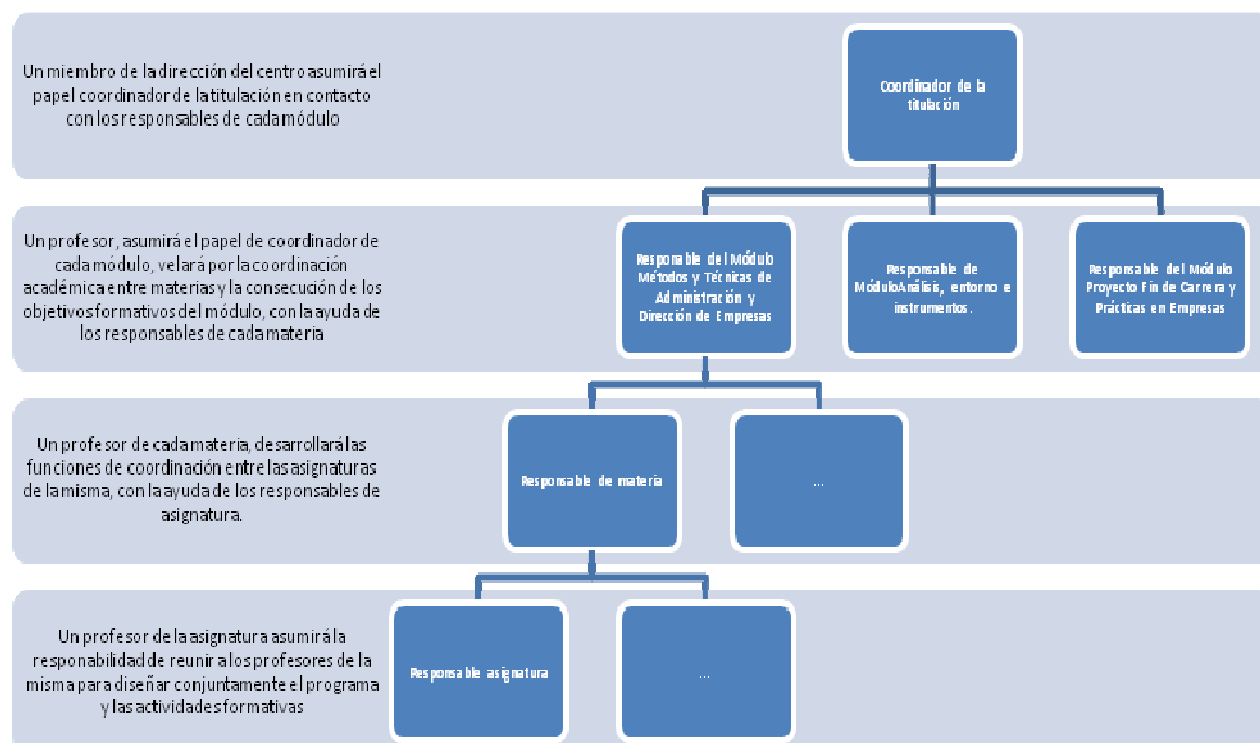 Un miembro de la dirección del centro asumirá el
papel coordinador de la titulación en contacto
con los responsables de cada módulo
Coordinador de la
titulación
Un profesor, asumirá el papel de coordinador de
cada módulo, velará por la coordinación
académica entre materias y la consecución de los
objetivos formativos del módulo, con la ayuda de
los responsables de cada materia
Responable del Módulo
Métodos y Técnicas de
Administración y
Dirección de Empresas
Responsable de
MóduloAnálisis, entorno e
instrumentos.
Responsable del Módulo
Proyecto Fin de Carrera y
Prácticas en Empresas
Un profesor de cada materia, desarrollará las
funciones de coordinación entre las asignaturas
de la misma, con la ayuda de los responsables de
asignatura.
Responsable de materia
...
Un profesor de la asignatura asumirá la
responabilidad de reunir a los profesores de la
misma para diseñar conjuntamente el programa
y las actividades formativas
Responsable asignatura
...